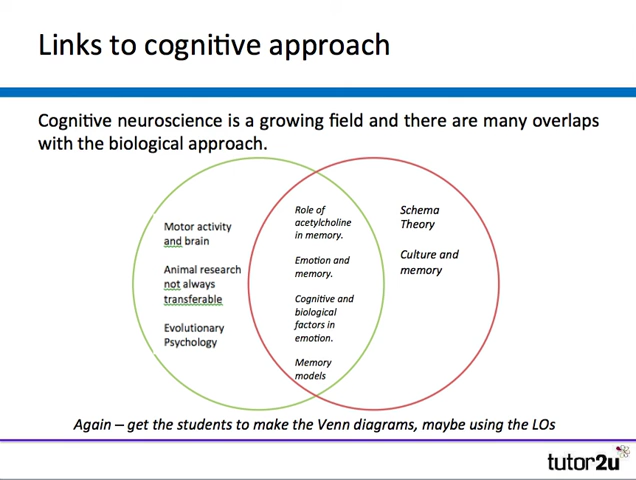 Links to cognitive approach
Cognitive neuroscience is a growing field and there are many overlaps
with the biological approach.
Motor activity
and brain
Animal research
not always
transferable
Evolutionary
Psychology
Role of
acetylcholine
in memory.
Emotion and
memory.
Cognitive and
biological
factors in
emotion.
Memory
models
Schema
Theory
Culture and
memory
Again – get the students to make the Venn diagrams, maybe using the LOs
tutor2u